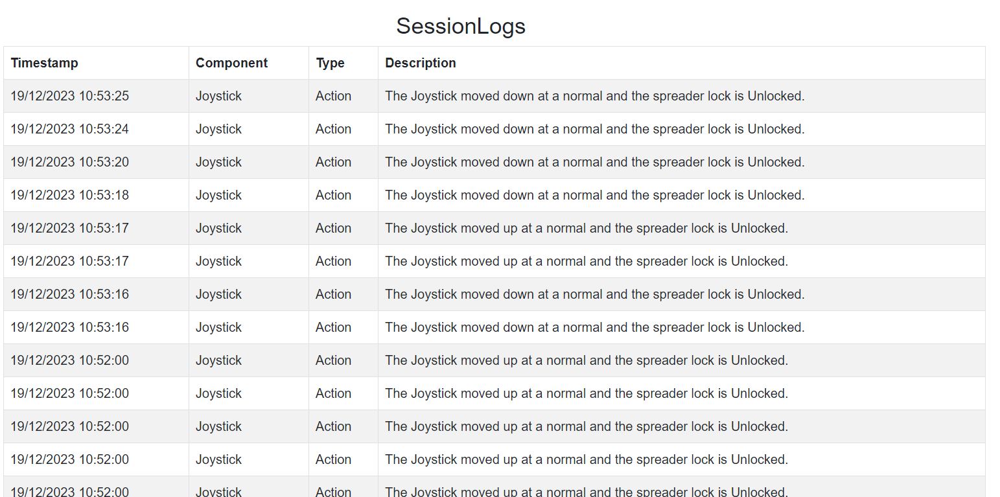 SessionLogs
Timestamp Component Type Description
19/12/2023 10:53:25 Joystick Action The Joystick moved down at a normal and the spreader lock is Unlocked.
19/12/2023 10:53:24 Joystick Action The Joystick moved down at a normal and the spreader lock is Unlocked.
19/12/2023 10:53:20 Joystick Action The Joystick moved down at a normal and the spreader lock is Unlocked.
19/12/2023 10:53:18 Joystick Action The Joystick moved down at a normal and the spreader lock is Unlocked.
19/12/2023 10:53:17 Joystick Action The Joystick moved up at a normal and the spreader lock is Unlocked.
19/12/2023 10:53:17 Joystick Action The Joystick moved up at a normal and the spreader lock is Unlocked.
19/12/2023 10:53:16 Joystick Action The Joystick moved down at a normal and the spreader lock is Unlocked.
19/12/2023 10:53:16 Joystick Action The Joystick moved down at a normal and the spreader lock is Unlocked.
19/12/2023 10:52:00 Joystick Action The Joystick moved up at a normal and the spreader lock is Unlocked.
19/12/2023 10:52:00 Joystick Action The Joystick moved up at a normal and the spreader lock is Unlocked.
19/12/2023 10:52:00 Joystick Action The Joystick moved up at a normal and the spreader lock is Unlocked.
19/12/2023 10:52:00 Joystick Action The Joystick moved up at a normal and the spreader lock is Unlocked.
19/12/2023 10:52:00 Joystick Action The Joystick moved up at a normal and the spreader lock is Unlocked.